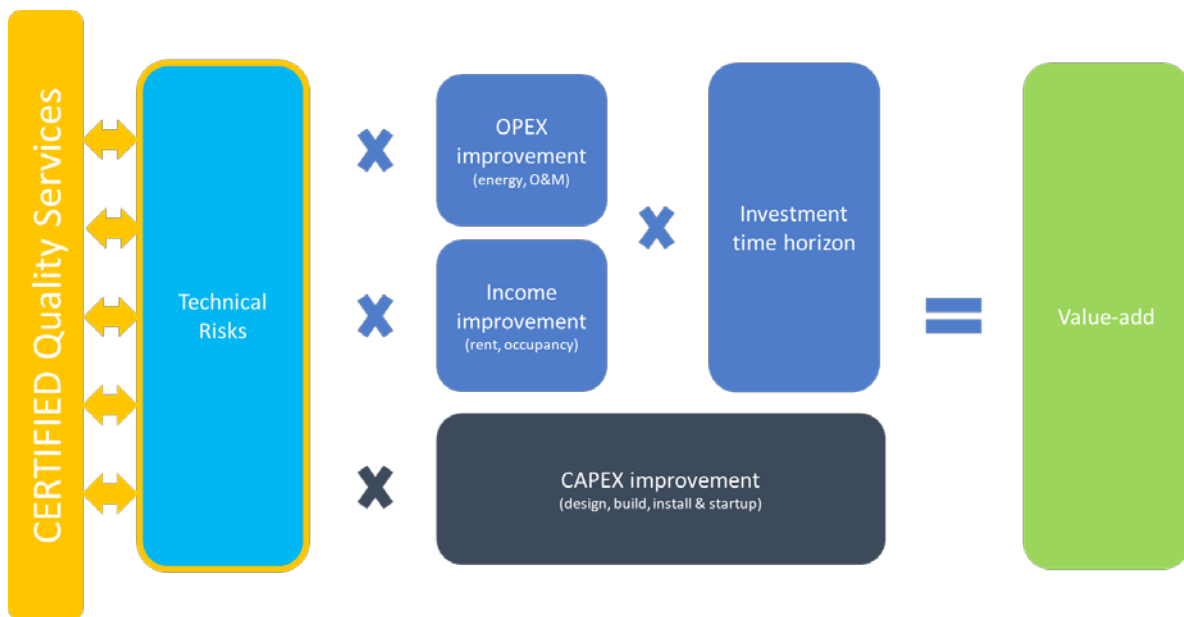 CERTIFIED Quality Services
Technical
Risks
OPEX
improvement
(energy, O&M)
Income
improvement
(rent, occupancy)
Investment
time horizon
CAPEX improvement
(design, build, install & startup)
Value-add